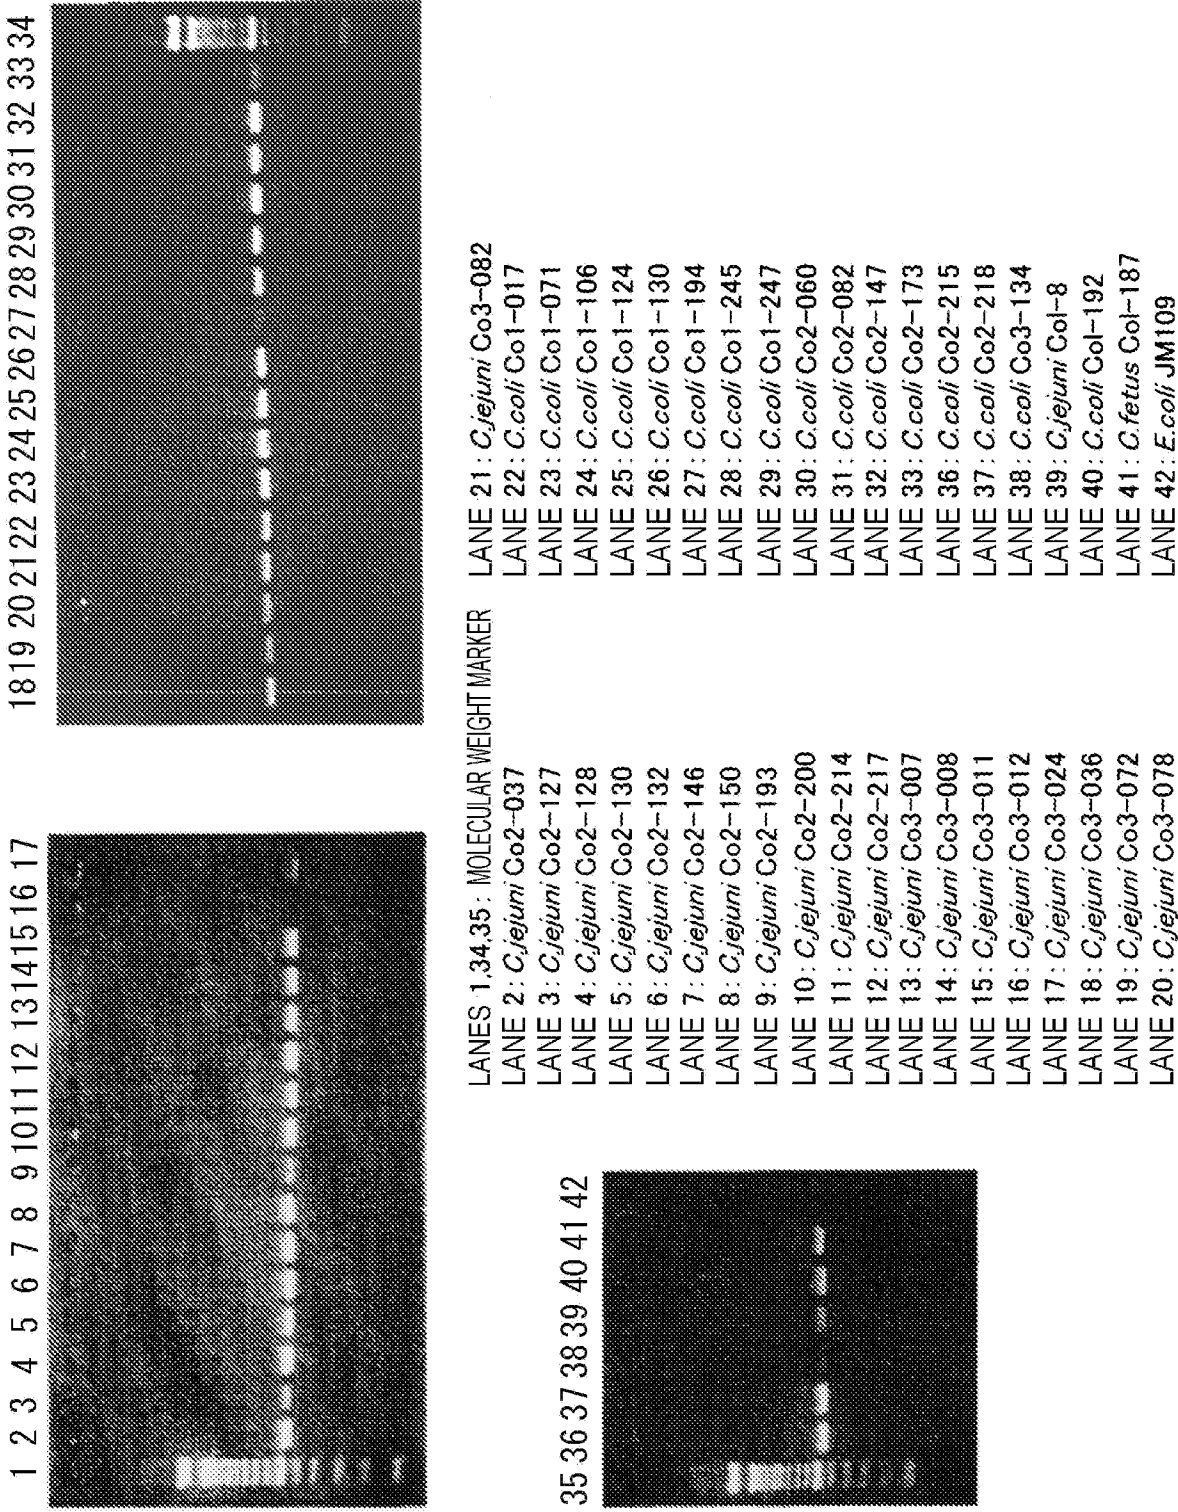 1 2 3 4 5 6 7 8 9 10 11 12 13 14 15 16 17
18 19 20 21 22 23 24 25 26 27 28 29 30 31 32 33 34
35 36 37 38 39 40 41 42
LANES 1,34,35 : MOLECULAR WEIGHT MARKER
LANE 2 : C.jejuni Co2-037
LANE 3 : C.jejuni Co2-127
LANE 4 : C.jejuni Co2-128
LANE 5 : C.jejuni Co2-130
LANE 6 : C.jejuni Co2-132
LANE 7 : C.jejuni Co2-146
LANE 8 : C.jejuni Co2-150
LANE 9 : C.jejuni Co2-193
LANE 10 : C.jejuni Co2-200
LANE 11 : C.jejuni Co2-214
LANE 12 : C.jejuni Co2-217
LANE 13 : C.jejuni Co3-007
LANE 14 : C.jejuni Co3-008
LANE 15 : C.jejuni Co3-011
LANE 16 : C.jejuni Co3-012
LANE 17 : C.jejuni Co3-024
LANE 18 : C.jejuni Co3-036
LANE 19 : C.jejuni Co3-072
LANE 20 : C.jejuni Co3-078
LANE 21 : C.jejuni Co3-082
LANE 22 : C.coli Co1-017
LANE 23 : C.coli Co1-071
LANE 24 : C.coli Co1-106
LANE 25 : C.coli Co1-124
LANE 26 : C.coli Co1-130
LANE 27 : C.coli Co1-194
LANE 28 : C.coli Co1-245
LANE 29 : C.coli Co1-247
LANE 30 : C.coli Co2-060
LANE 31 : C.coli Co2-082
LANE 32 : C.coli Co2-147
LANE 33 : C.coli Co2-173
LANE 36 : C.coli Co2-215
LANE 37 : C.coli Co2-218
LANE 38 : C.coli Co3-134
LANE 39 : C.jejuni Col-8
LANE 40 : C.coli Col-192
LANE 41 : C.fetus Col-187
LANE 42 : E.coli JM109